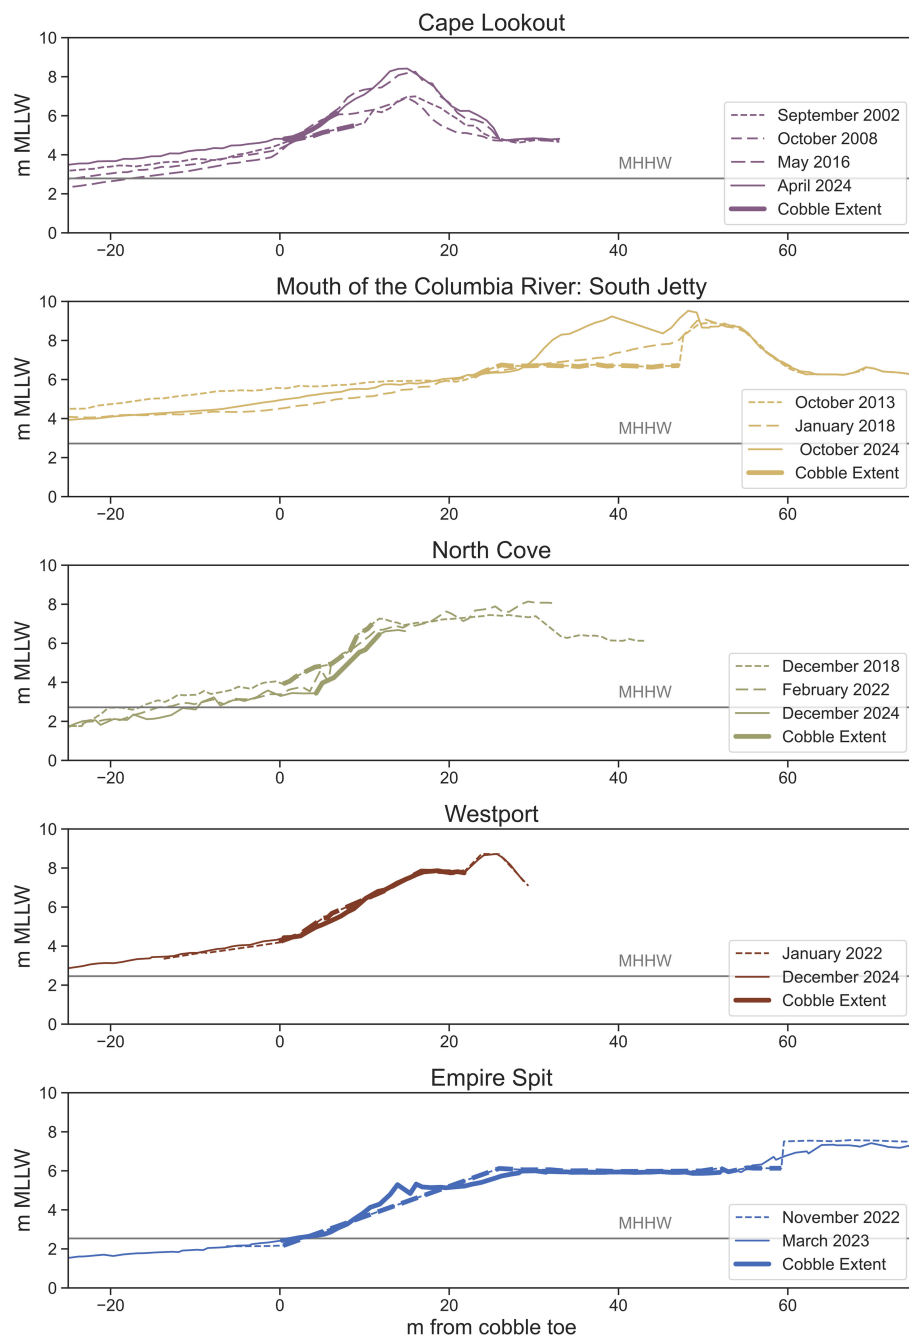 Cape Lookout
10
8
6
4
2
0
m MLLW
MHHW
September 2002
October 2008
May 2016
April 2024
Cobble Extent
−20 0 20 40 60
Mouth of the Columbia River: South Jetty
10
8
6
4
2
0
m MLLW
MHHW
October 2013
January 2018
October 2024
Cobble Extent
−20 0 20 40 60
North Cove
10
8
6
4
2
0
m MLLW
MHHW
December 2018
February 2022
December 2024
Cobble Extent
−20 0 20 40 60
Westport
10
8
6
4
2
0
m MLLW
MHHW
January 2022
December 2024
Cobble Extent
−20 0 20 40 60
Empire Spit
10
8
6
4
2
0
m MLLW
MHHW
November 2022
March 2023
Cobble Extent
−20 0 20 40 60
m from cobble toe